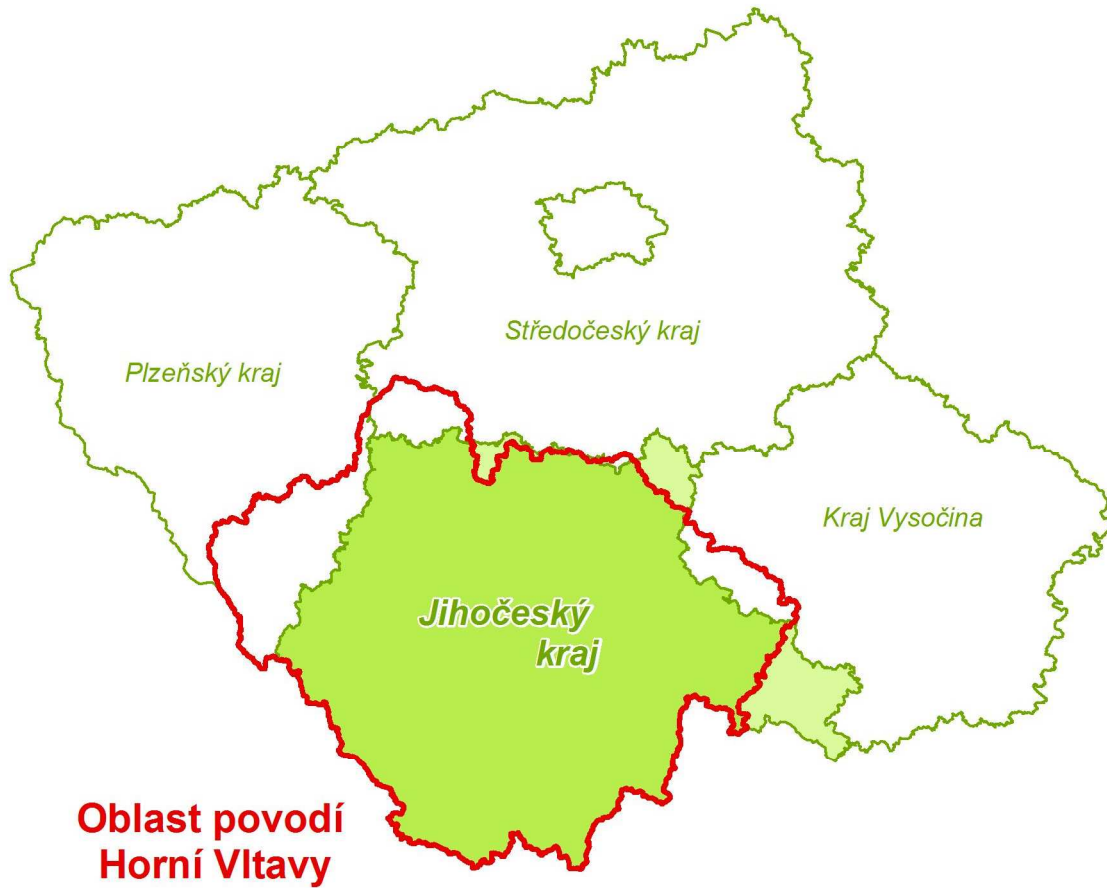 Středočeský kraj
Plzeňský kraj
Kraj Vysočina
Jihočeský
kraj
Oblast povodí
Horní Vltavy